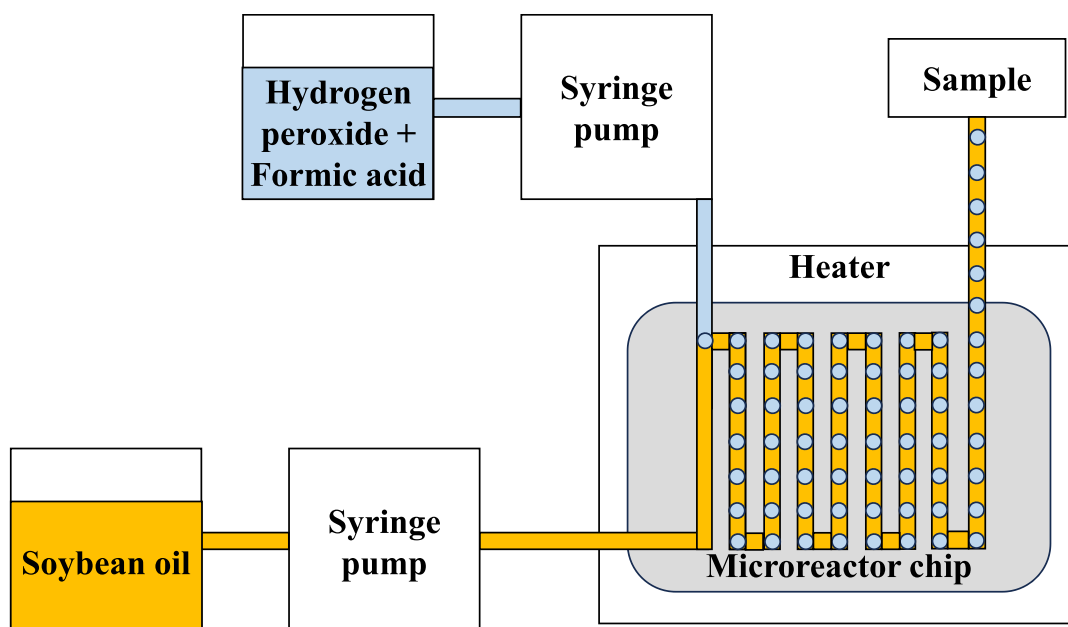 Hydrogen
peroxide +
Formic acid
Syringe
pump
Sample
Heater
Soybean oil
Syringe
pump
Microreactor chip